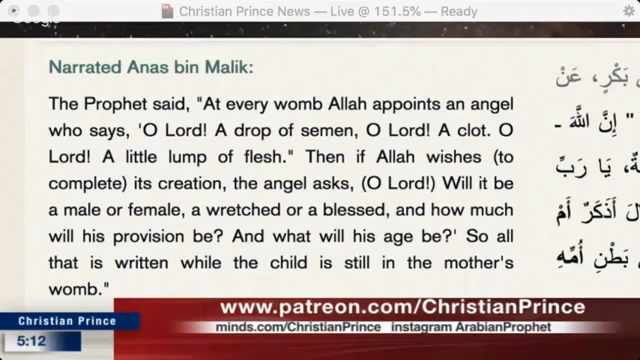 Christian Prince News — Live @ 151.5% — Ready
Narrated Anas bin Malik:
The Prophet said, "At every womb Allah appoints an angel
who says, 'O Lord! A drop of semen, O Lord! A clot. O
Lord! A little lump of flesh." Then if Allah wishes (to
complete) its creation, the angel asks, (O Lord!) Will it be
a male or female, a wretched or a blessed, and how much
will his provision be? And what will his age be?' So all
that is written while the child is still in the mother's
womb."
بَكْرٍ، عَنْ
" إِنَّ اللَّهَ ـ
يَا رَبِّ
أَذَكَرٌ أَمْ
بَطْنِ أُمِّهِ
www.patreon.com/ChristianPrince
minds.com/ChristianPrince instagram ArabianProphet
Christian Prince
5:12